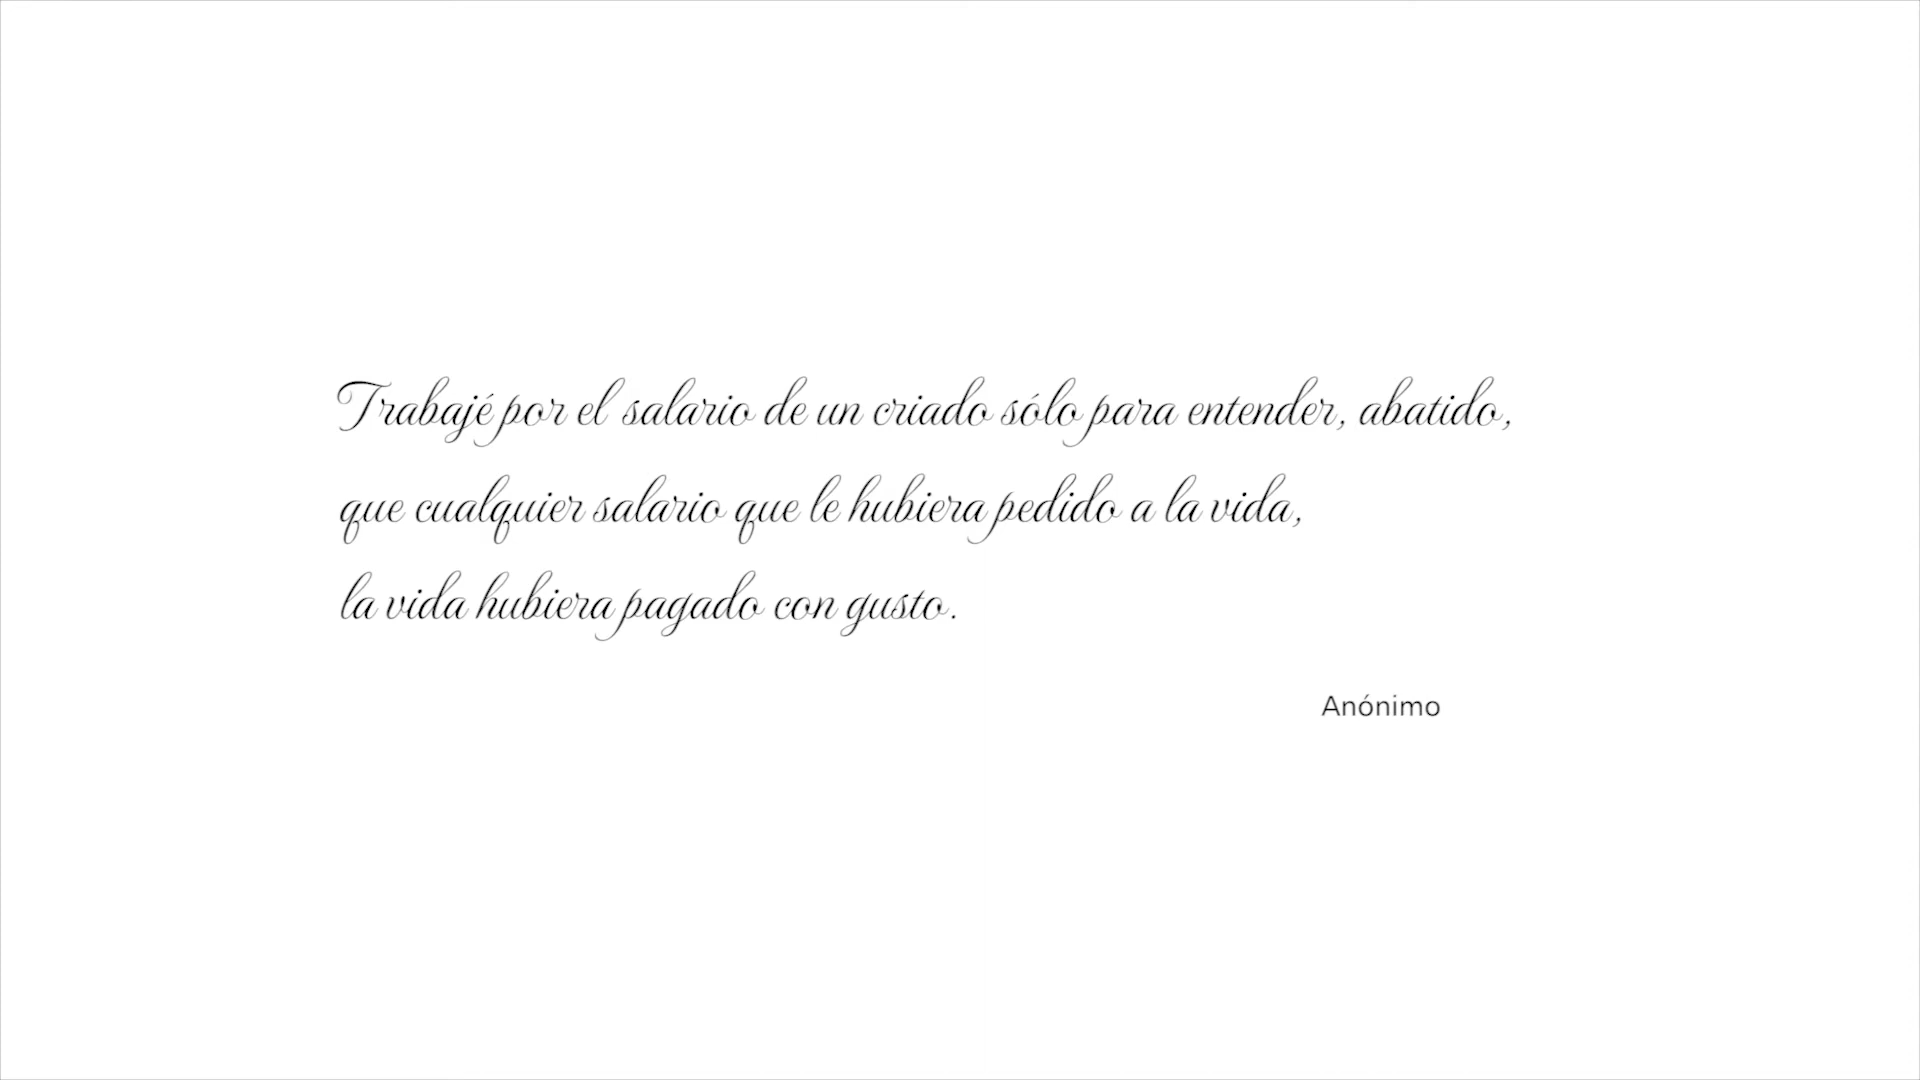 Trabajé por el salario de un criado sólo para entender, abatido,
que cualquier salario que le hubiera pedido a la vida,
la vida hubiera pagado con gusto.
Anónimo